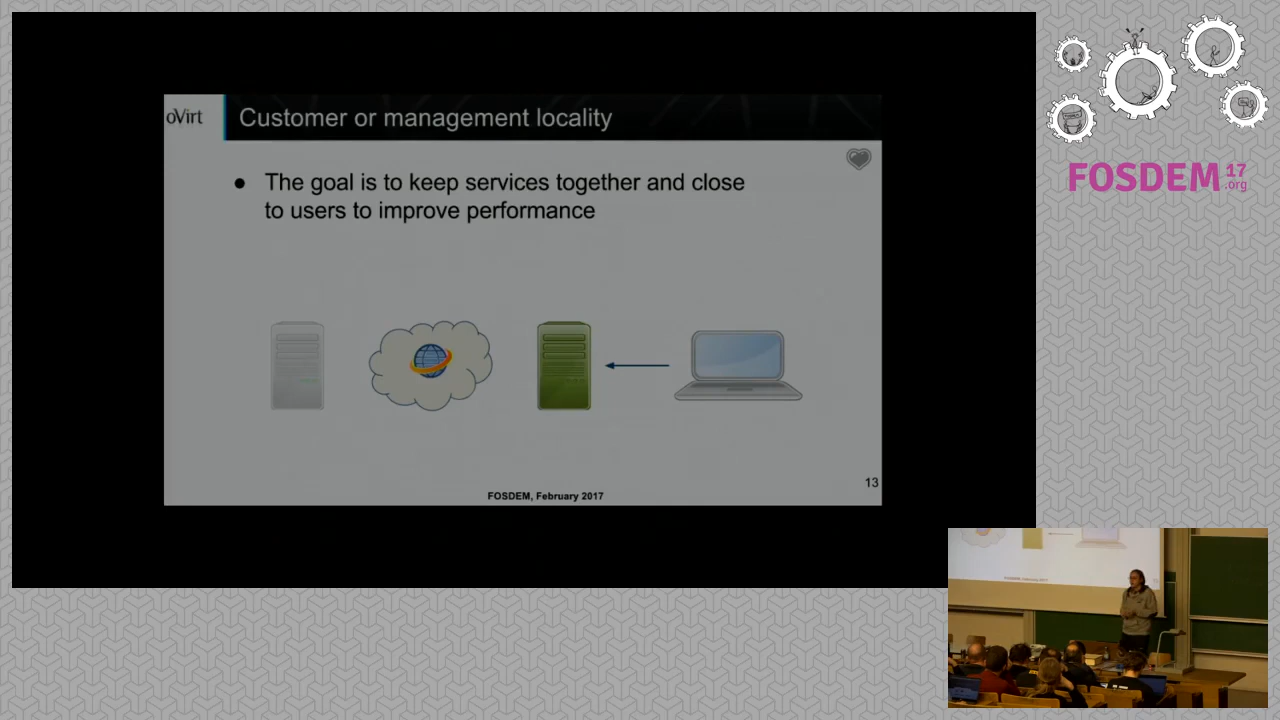 oVirt
Customer or management locality
● The goal is to keep services together and close
to users to improve performance
13
FOSDEM, February 2017
FOSDEM 17
.org